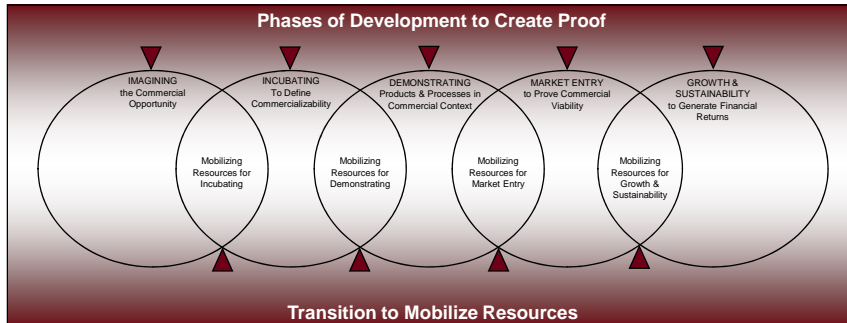 Phases of Development to Create Proof
IMAGINING
the Commercial
Opportunity
INCUBATING
To Define
Commercializability
DEMONSTRATING
Products & Processes in
Commercial Context
MARKET ENTRY
to Prove Commercial
Viability
GROWTH &
SUSTAINABILITY
to Generate Financial
Returns
Mobilizing
Resources for
Incubating
Mobilizing
Resources for
Demonstrating
Mobilizing
Resources for
Market Entry
Mobilizing
Resources for
Growth &
Sustainability
Transition to Mobilize Resources